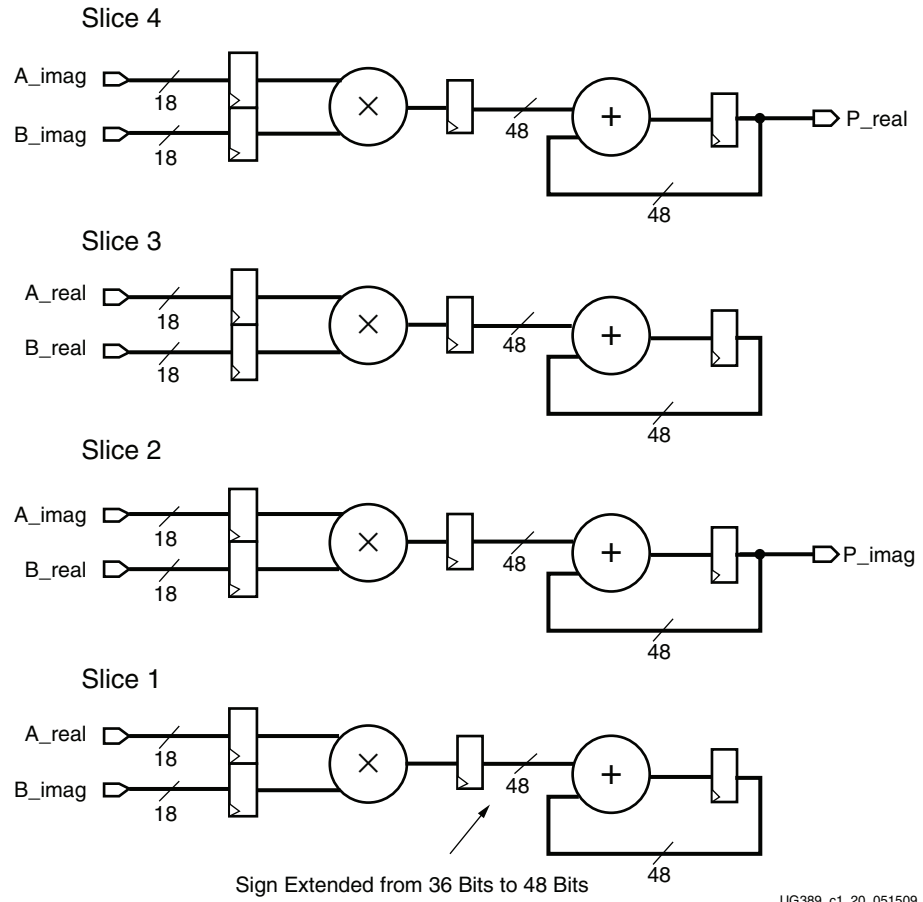 Slice 4
A_imag
18
B_imag
18
×
48
+
48
P_real
Slice 3
A_real
18
B_real
18
×
48
+
48
Slice 2
A_imag
18
B_real
18
×
48
+
48
P_imag
Slice 1
A_real
18
B_imag
18
×
48
+
48
Sign Extended from 36 Bits to 48 Bits
UG389_c1_20_051509